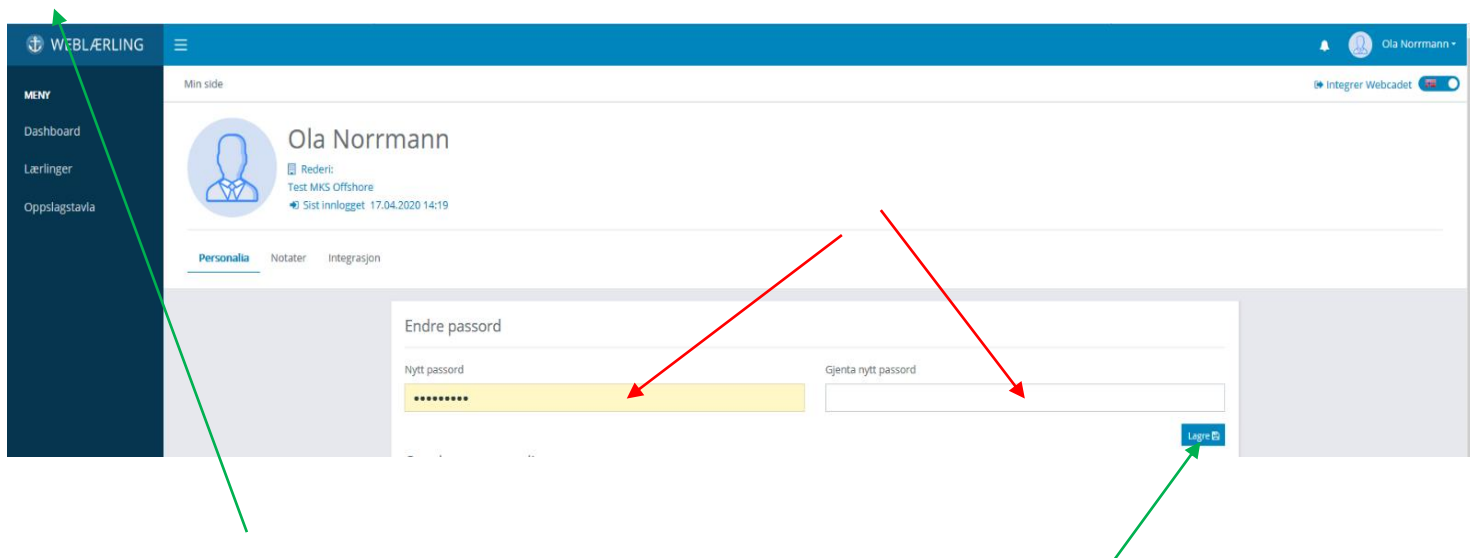 WEBLÆRLING
Ola Norrmann
MENY
Min side
Integrer Webcadet
Dashboard
Lærlinger
Oppslagstavla
Ola Norrmann
Rederi:
Test MKS Offshore
Sist innlogget 17.04.2020 14:19
Personalia Notater Integrasjon
Endre passord
Nytt passord Gjenta nytt passord
•••••••••
Lagre